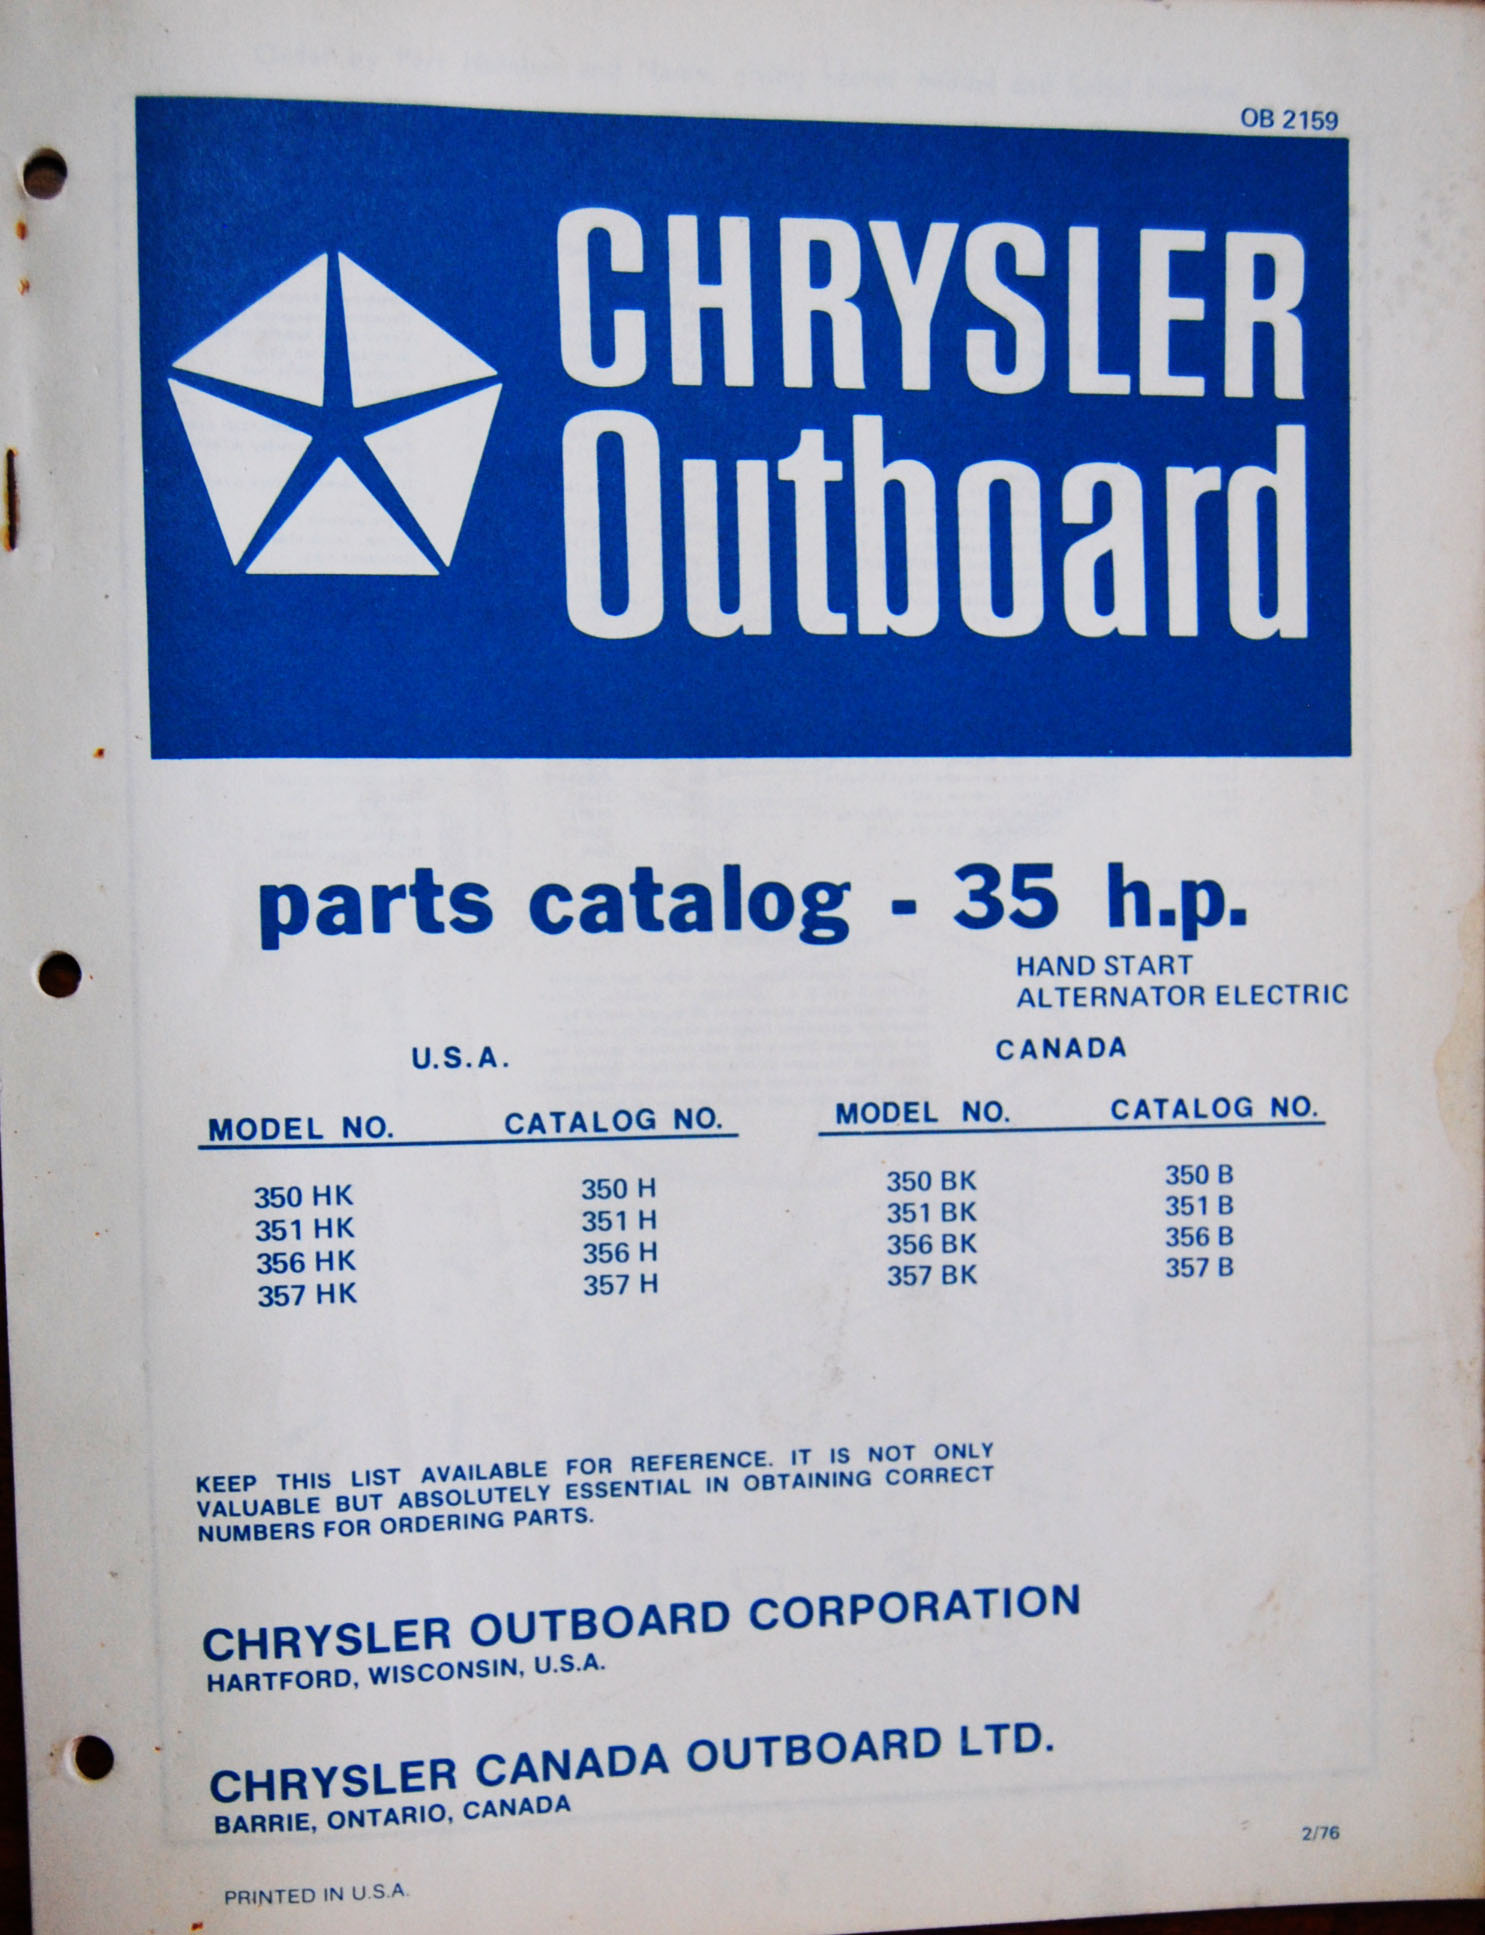 OB 2159
CHRYSLER
Outboard
parts catalog - 35 h.p.
HAND START
ALTERNATOR ELECTRIC
U.S.A. CANADA
MODEL NO. CATALOG NO. MODEL NO. CATALOG NO.
350 HK 350 H 350 BK 350 B
351 HK 351 H 351 BK 351 B
356 HK 356 H 356 BK 356 B
357 HK 357 H 357 BK 357 B
KEEP THIS LIST AVAILABLE FOR REFERENCE. IT IS NOT ONLY
VALUABLE BUT ABSOLUTELY ESSENTIAL IN OBTAINING CORRECT
NUMBERS FOR ORDERING PARTS.
CHRYSLER OUTBOARD CORPORATION
HARTFORD, WISCONSIN, U.S.A.
CHRYSLER CANADA OUTBOARD LTD.
BARRIE, ONTARIO, CANADA
2/76
PRINTED IN U.S.A.